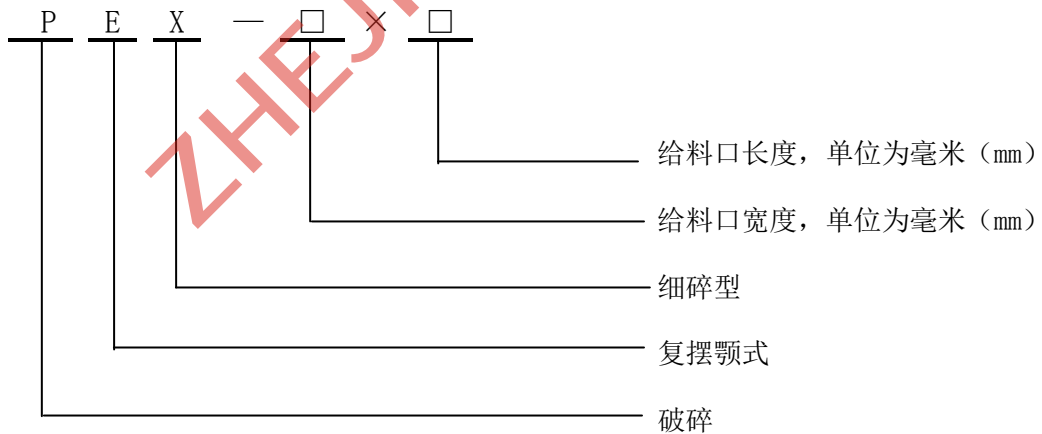 P E X — □ × □
给料口长度，单位为毫米（mm）
给料口宽度，单位为毫米（mm）
细碎型
复摆颚式
破碎